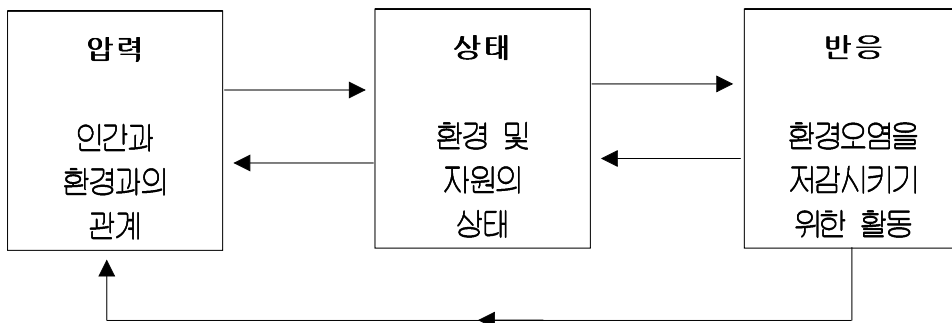 압력
인간과
환경과의
관계
상태
환경 및
자원의
상태
반응
환경오염을
저감시키기
위한 활동